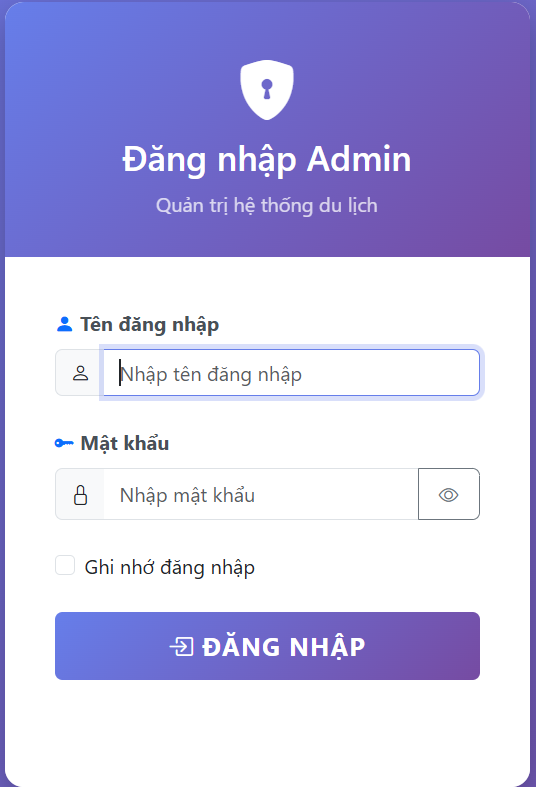 Đăng nhập Admin
Quản trị hệ thống du lịch
Tên đăng nhập
Nhập tên đăng nhập
Mật khẩu
Nhập mật khẩu
Ghi nhớ đăng nhập
ĐĂNG NHẬP